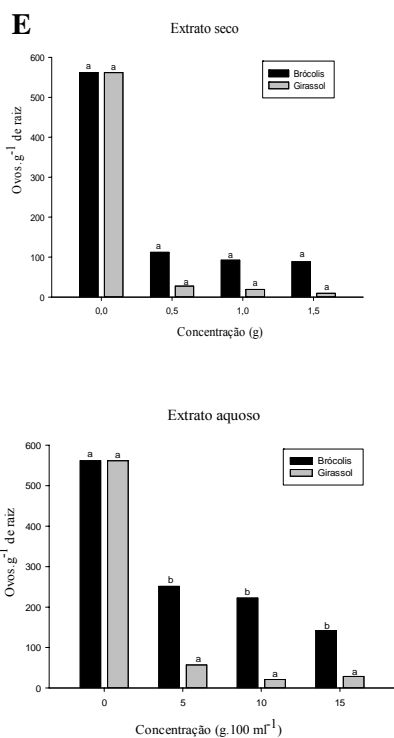 E
Extrato seco
600
500
400
300
200
100
0
Ovos.g-1 de raiz
a a
a a
a a
a a
Brócolis
Girassol
0,0 0,5 1,0 1,5
Concentração (g)
Extrato aquoso
600
500
400
300
200
100
0
Ovos.g-1 de raiz
a a
b a
b a
b a
Brócolis
Girassol
0 5 10 15
Concentração (g.100 ml-1)